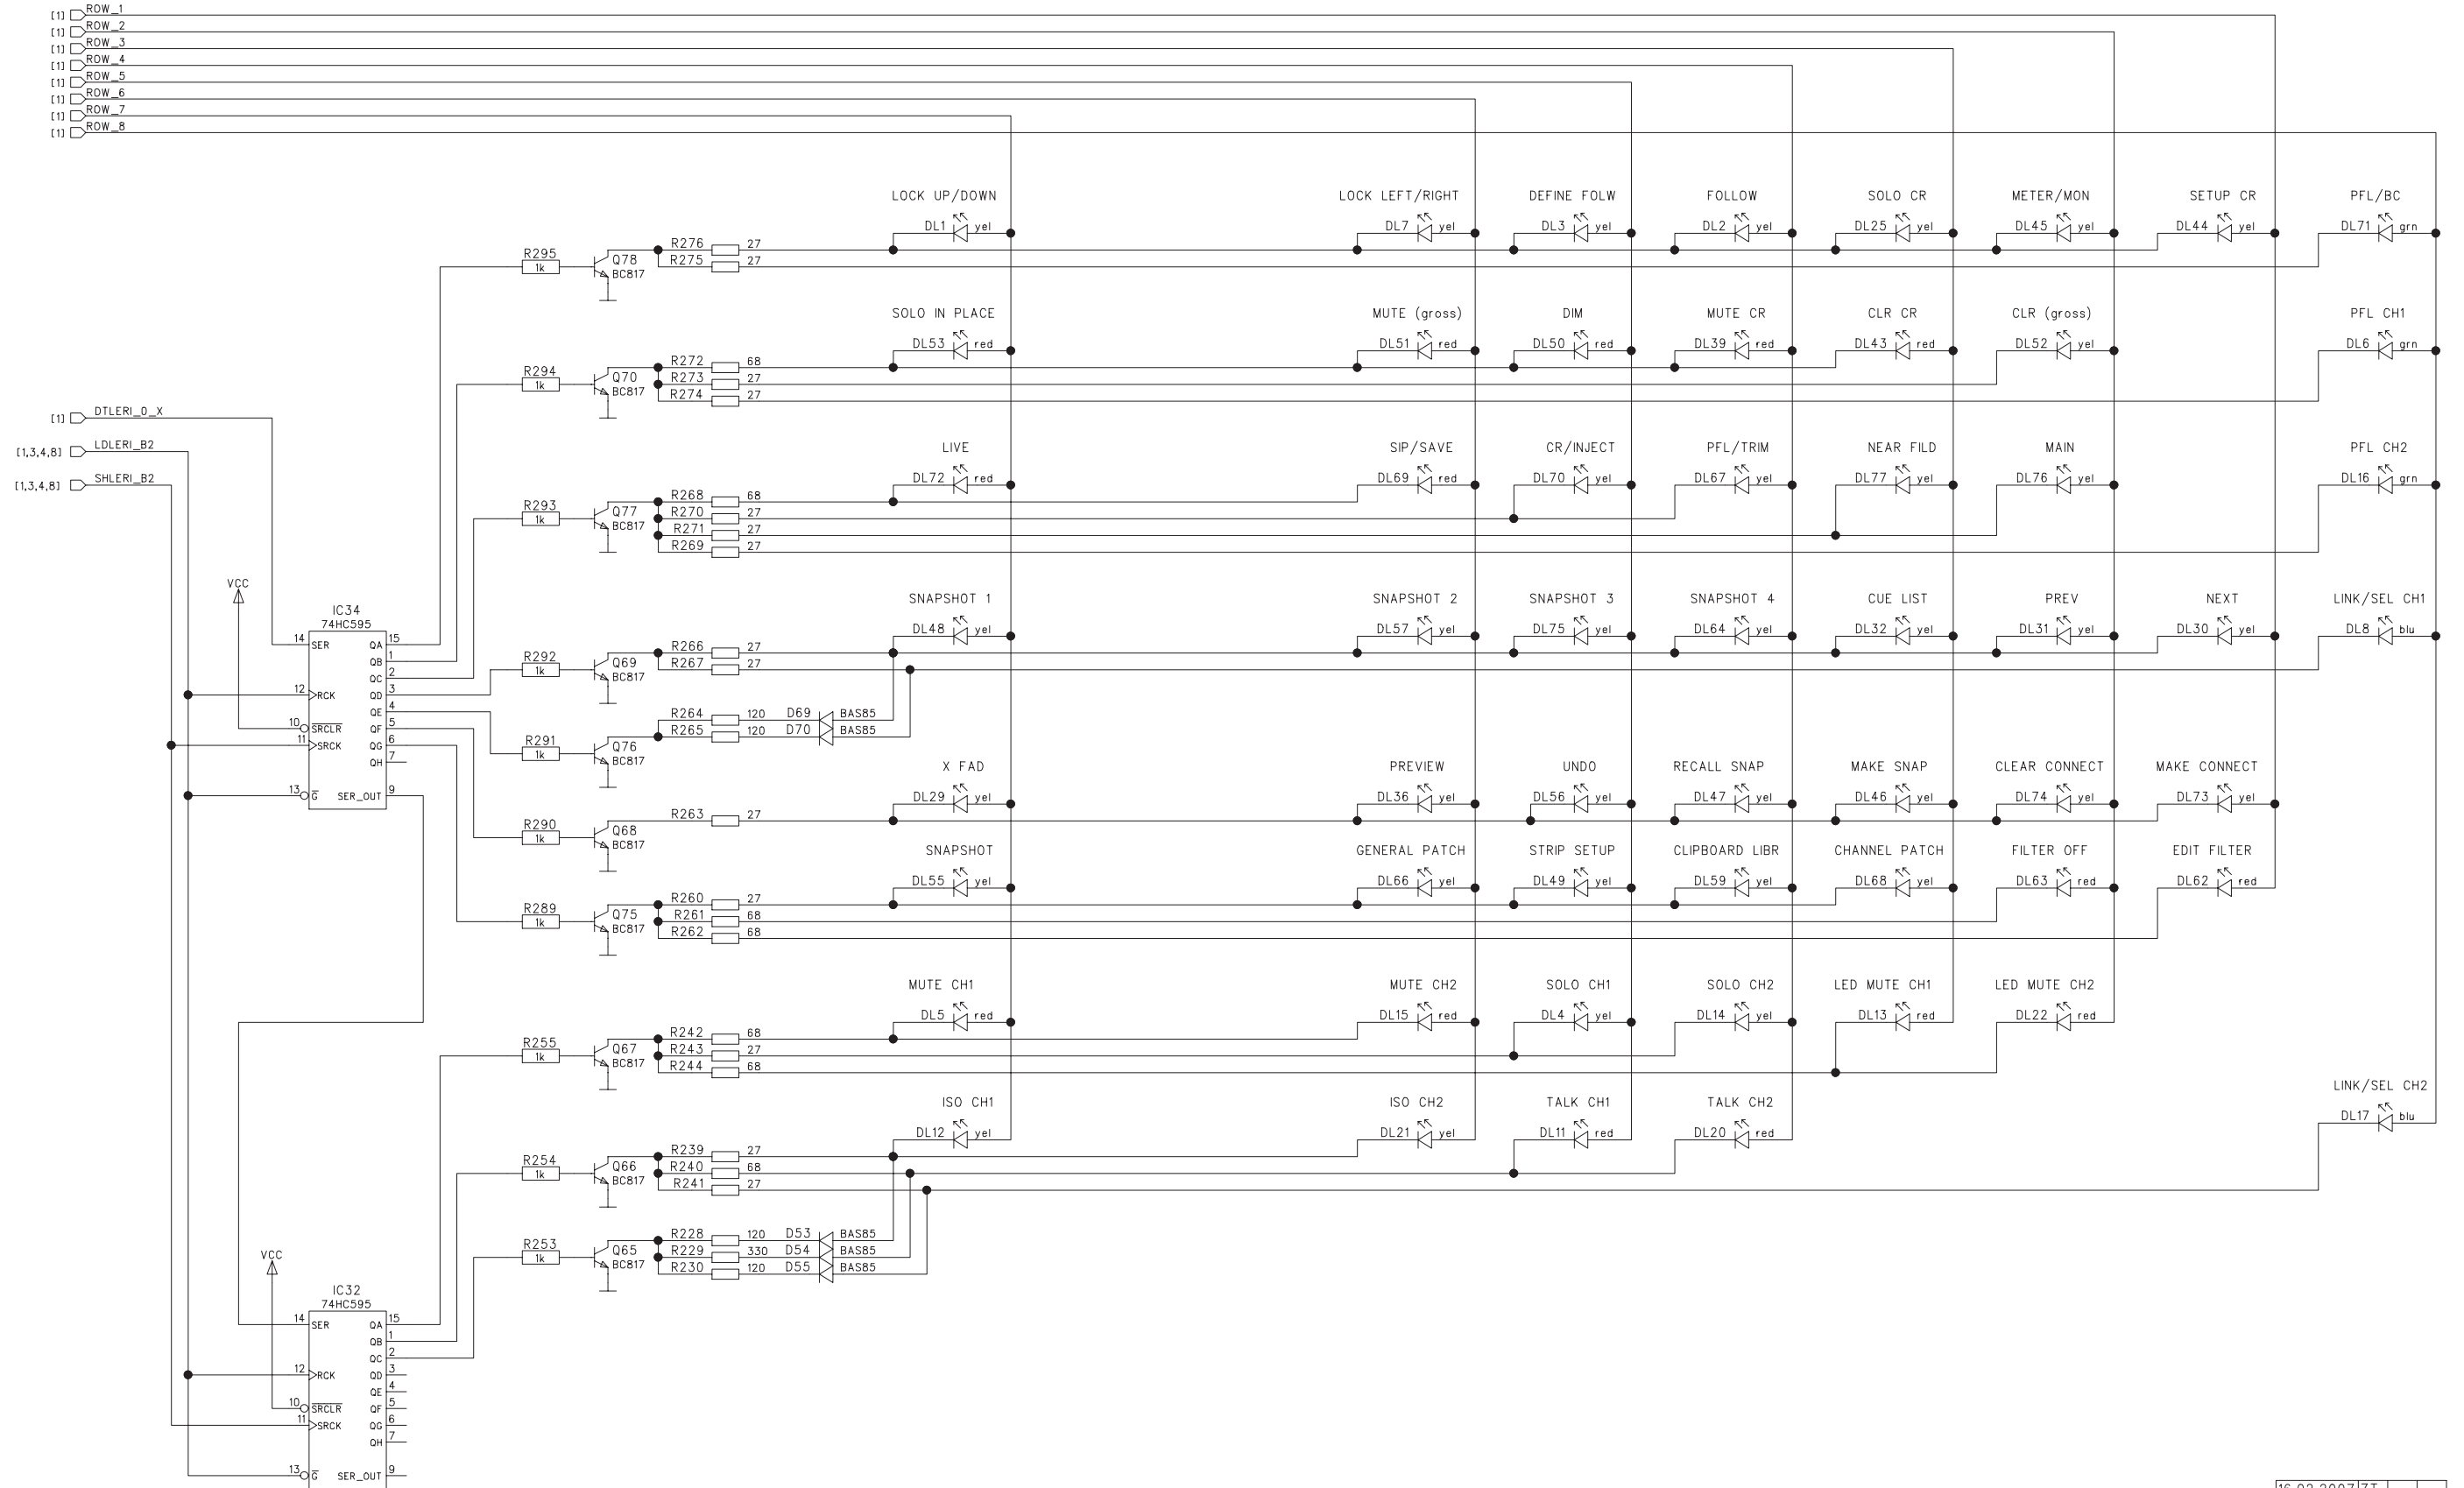 [1] ROW_1
[1] ROW_2
[1] ROW_3
[1] ROW_4
[1] ROW_5
[1] ROW_6
[1] ROW_7
[1] ROW_8
LOCK UP/DOWN LOCK LEFT/RIGHT DEFINE FOLW FOLLOW SOLO CR METER/MON SETUP CR PFL/BC
DL1 yel DL7 yel DL3 yel DL2 yel DL25 yel DL45 yel DL44 yel DL71 grn
R295 1k Q78 BC817
R276 27
R275 27
SOLO IN PLACE MUTE (gross) DIM MUTE CR CLR CR CLR (gross) PFL CH1
DL53 red DL51 red DL50 red DL39 red DL43 red DL52 yel DL6 grn
R294 1k Q70 BC817
R272 68
R273 27
R274 27
[1] DTLERI_0_X
[1,3,4,8] LDLERI_B2
[1,3,4,8] SHLERI_B2
LIVE SIP/SAVE CR/INJECT PFL/TRIM NEAR FILD MAIN PFL CH2
DL72 red DL69 red DL70 yel DL67 yel DL77 yel DL76 yel DL16 grn
R293 1k Q77 BC817
R268 68
R270 27
R271 27
R269 27
VCC
IC34
74HC595
14 SER QA 15
QB 1
QC 2
12 RCK QD 3
QE 4
10 SRCLR QF 5
11 SRCK QG 6
QH 7
13 G SER_OUT 9
SNAPSHOT 1 SNAPSHOT 2 SNAPSHOT 3 SNAPSHOT 4 CUE LIST PREV NEXT LINK/SEL CH1
DL48 yel DL57 yel DL75 yel DL64 yel DL32 yel DL31 yel DL30 yel DL8 blu
R292 1k Q69 BC817
R266 27
R267 27
R291 1k Q76 BC817
R264 120 D69 BAS85
R265 120 D70 BAS85
X FAD PREVIEW UNDO RECALL SNAP MAKE SNAP CLEAR CONNECT MAKE CONNECT
DL29 yel DL36 yel DL56 yel DL47 yel DL46 yel DL74 yel DL73 yel
R290 1k Q68 BC817
R263 27
SNAPSHOT GENERAL PATCH STRIP SETUP CLIPBOARD LIBR CHANNEL PATCH FILTER OFF EDIT FILTER
DL55 yel DL66 yel DL49 yel DL59 yel DL68 yel DL63 red DL62 red
R289 1k Q75 BC817
R260 27
R261 68
R262 68
MUTE CH1 MUTE CH2 SOLO CH1 SOLO CH2 LED MUTE CH1 LED MUTE CH2
DL5 red DL15 red DL4 yel DL14 yel DL13 red DL22 red
R255 1k Q67 BC817
R242 68
R243 27
R244 68
LINK/SEL CH2
DL17 blu
ISO CH1 ISO CH2 TALK CH1 TALK CH2
DL12 yel DL21 yel DL11 red DL20 red
R254 1k Q66 BC817
R239 27
R240 68
R241 27
R253 1k Q65 BC817
R228 120 D53 BAS85
R229 330 D54 BAS85
R230 120 D55 BAS85
VCC
IC32
74HC595
14 SER QA 15
QB 1
QC 2
12 RCK QD 3
QE 4
10 SRCLR QF 5
11 SRCK QG 6
QH 7
13 G SER_OUT 9